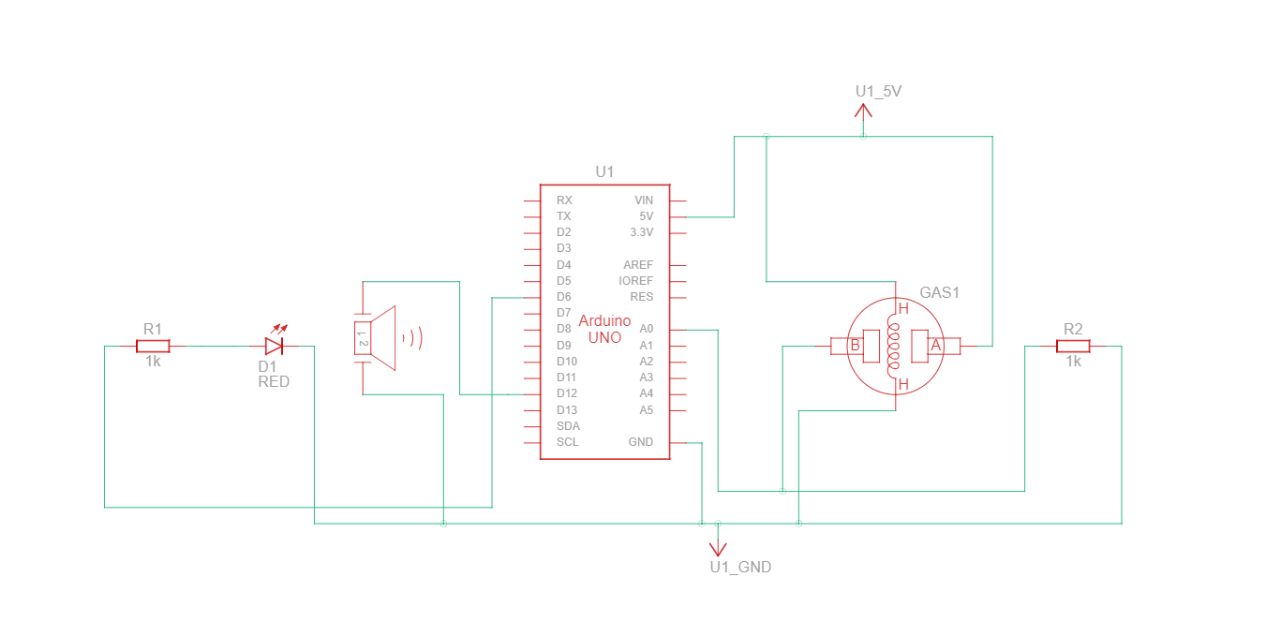 U1_5V
U1
RX VIN
TX 5V
D2 3.3V
D3
D4 AREF
D5 IOREF
D6 RES
D7
D8 A0
D9 A1
D10 A2
D11 A3
D12 A4
D13 A5
SDA
SCL GND
Arduino
UNO
R1
1k
D1
RED
1
2
GAS1
H
B
A
H
R2
1k
U1_GND